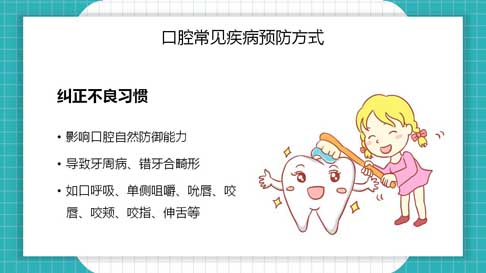 口腔常见疾病预防方式
纠正不良习惯
• 影响口腔自然防御能力
• 导致牙周病、错牙合畸形
• 如口呼吸、单侧咀嚼、吮唇、咬
唇、咬颊、咬指、伸舌等